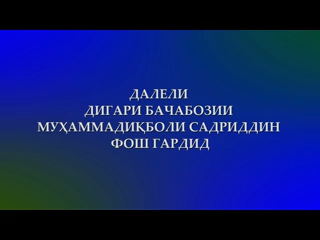 ДАЛЕЛИ
ДИГАРИ БАЧАБОЗИИ
МУҲАММАДИҚБОЛИ САДРИДДИН
ФОШ ГАРДИД